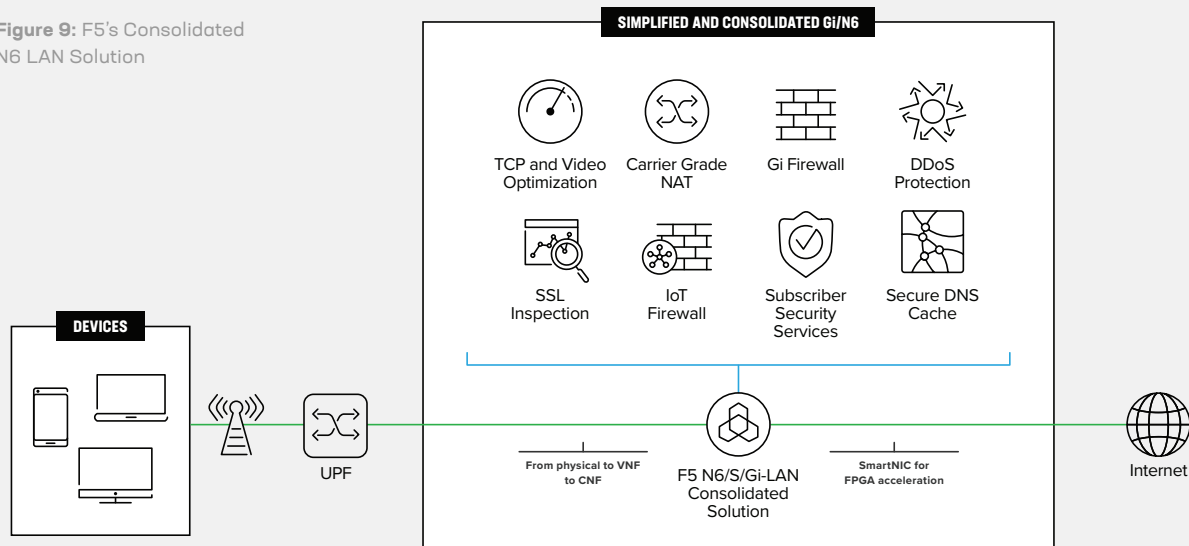 Figure 9: F5's Consolidated
N6 LAN Solution
SIMPLIFIED AND CONSOLIDATED Gi/N6
TCP and Video
Optimization
Carrier Grade
NAT
Gi Firewall
DDoS
Protection
SSL
Inspection
IoT
Firewall
Subscriber
Security
Services
Secure DNS
Cache
DEVICES
UPF
From physical to VNF
to CNF
F5 N6/S/Gi-LAN
Consolidated
Solution
SmartNIC for
FPGA acceleration
Internet